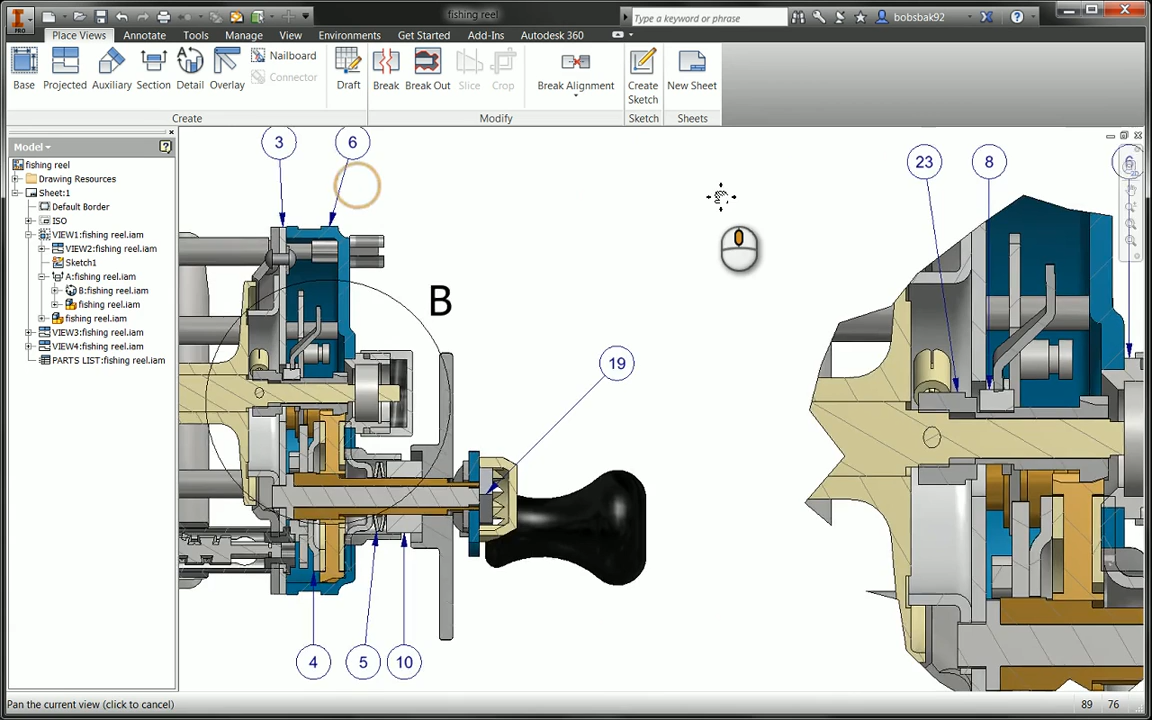 PRO
fishing reel
Type a keyword or phrase
bobsbak92
Place Views Annotate Tools Manage View Environments Get Started Add-Ins Autodesk 360
Base Projected Auxiliary Section Detail Overlay
Nailboard
Connector
Draft Break Break Out Slice Crop Break Alignment
Create
Sketch
New Sheet
Create Modify Sketch Sheets
Model
fishing reel
Drawing Resources
Sheet:1
Default Border
ISO
VIEW1:fishing reel.iam
VIEW2:fishing reel.iam
Sketch1
A:fishing reel.iam
B:fishing reel.iam
fishing reel.iam
fishing reel.iam
VIEW3:fishing reel.iam
VIEW4:fishing reel.iam
PARTS LIST:fishing reel.iam
3 6
23 8
B
19
4 5 10
Pan the current view (click to cancel)
89 76